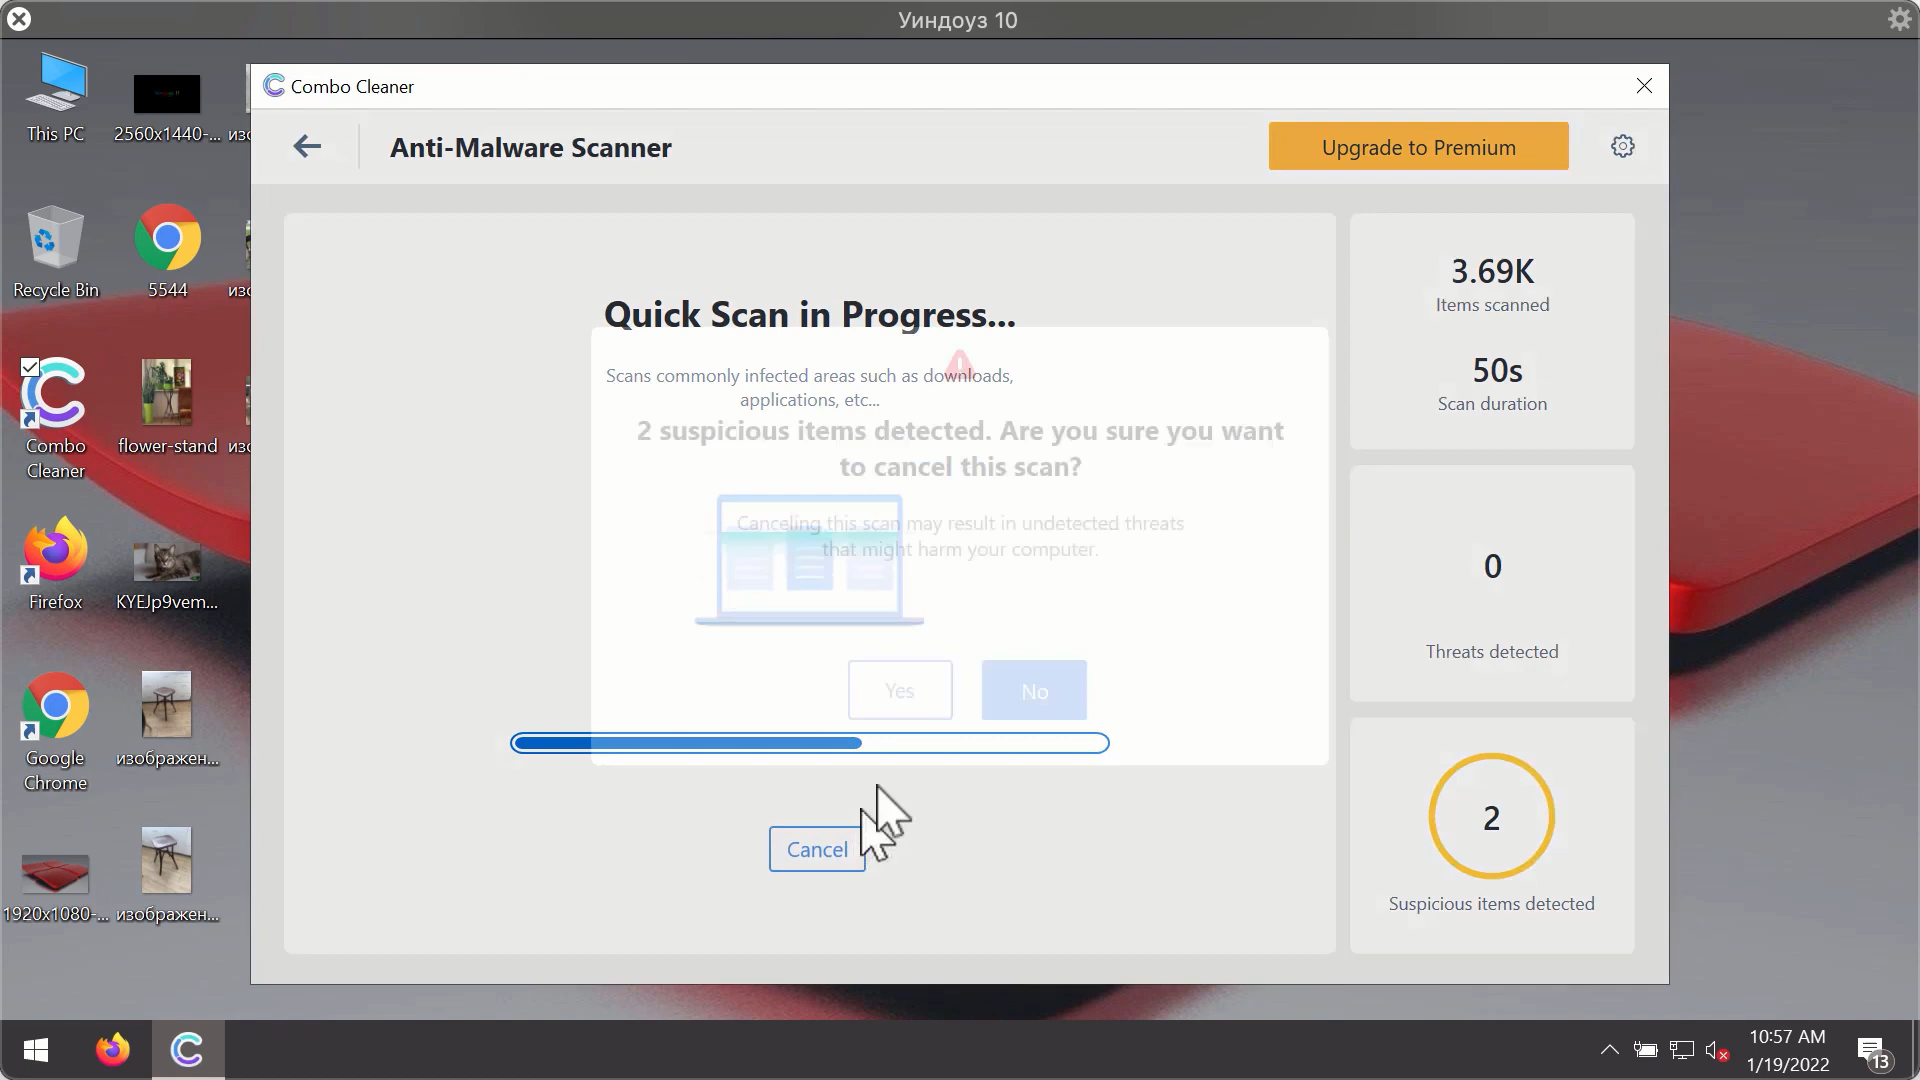 Уиндоуз 10
This PC
2560x1440-...
изо
Combo Cleaner
Anti-Malware Scanner
Upgrade to Premium
Recycle Bin
5544
изо
Combo
Cleaner
flower-stand
изо
Firefox
KYEJp9vem...
Google
Chrome
изображен...
1920x1080-...
изображен...
Quick Scan in Progress...
Scans commonly infected areas such as downloads,
applications, etc...
2 suspicious items detected. Are you sure you want
to cancel this scan?
Canceling this scan may result in undetected threats
that might harm your computer.
Yes
No
Cancel
3.69K
Items scanned
50s
Scan duration
0
Threats detected
2
Suspicious items detected
10:57 AM
1/19/2022
13